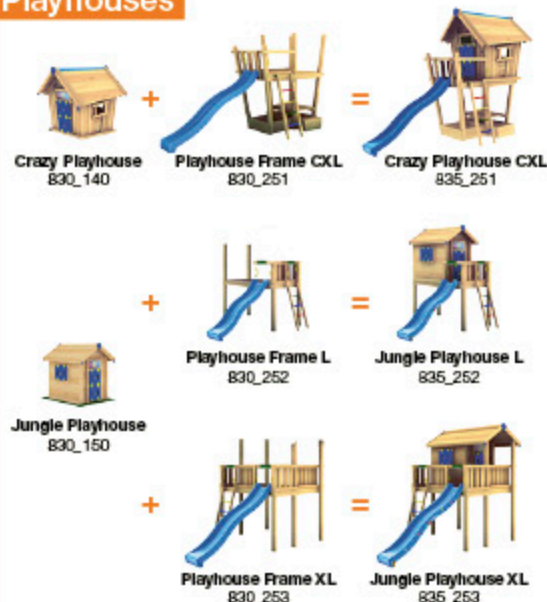 Playhouses
+
=
Crazy Playhouse
830_140
Playhouse Frame CXL
830_251
Crazy Playhouse CXL
835_251
+
=
Playhouse Frame L
830_252
Jungle Playhouse L
835_252
Jungle Playhouse
830_150
+
=
Playhouse Frame XL
830_253
Jungle Playhouse XL
835_253